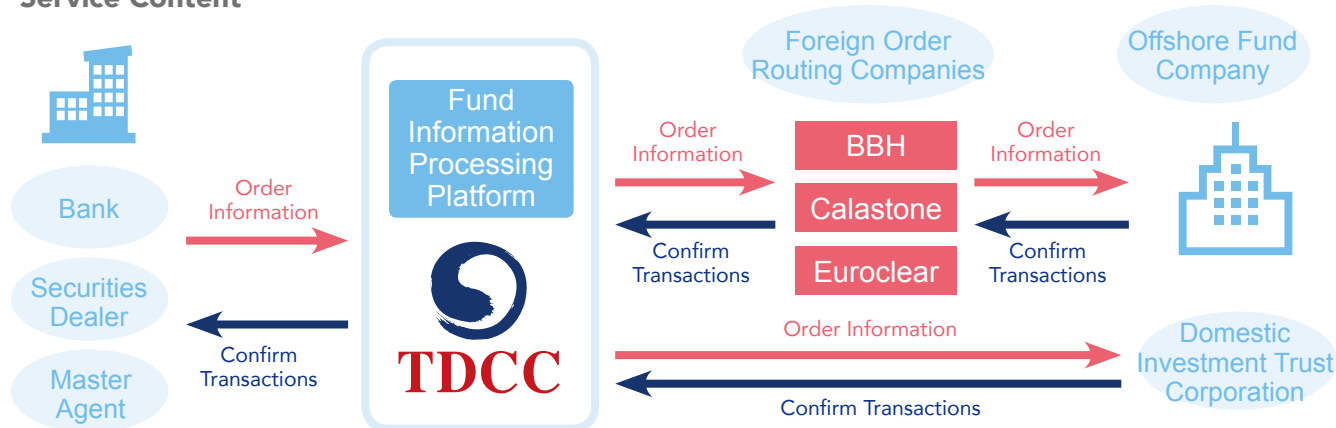 Service Content
Foreign Order
Routing Companies
Offshore Fund
Company
Fund
Information
Processing
Platform
Order
Information
BBH
Order
Information
Bank
Order
Information
Calastone
Confirm
Transactions
Confirm
Transactions
Euroclear
Securities
Dealer
TDCC
Order Information
Domestic
Investment Trust
Corporation
Confirm
Transactions
Master
Agent
Confirm Transactions